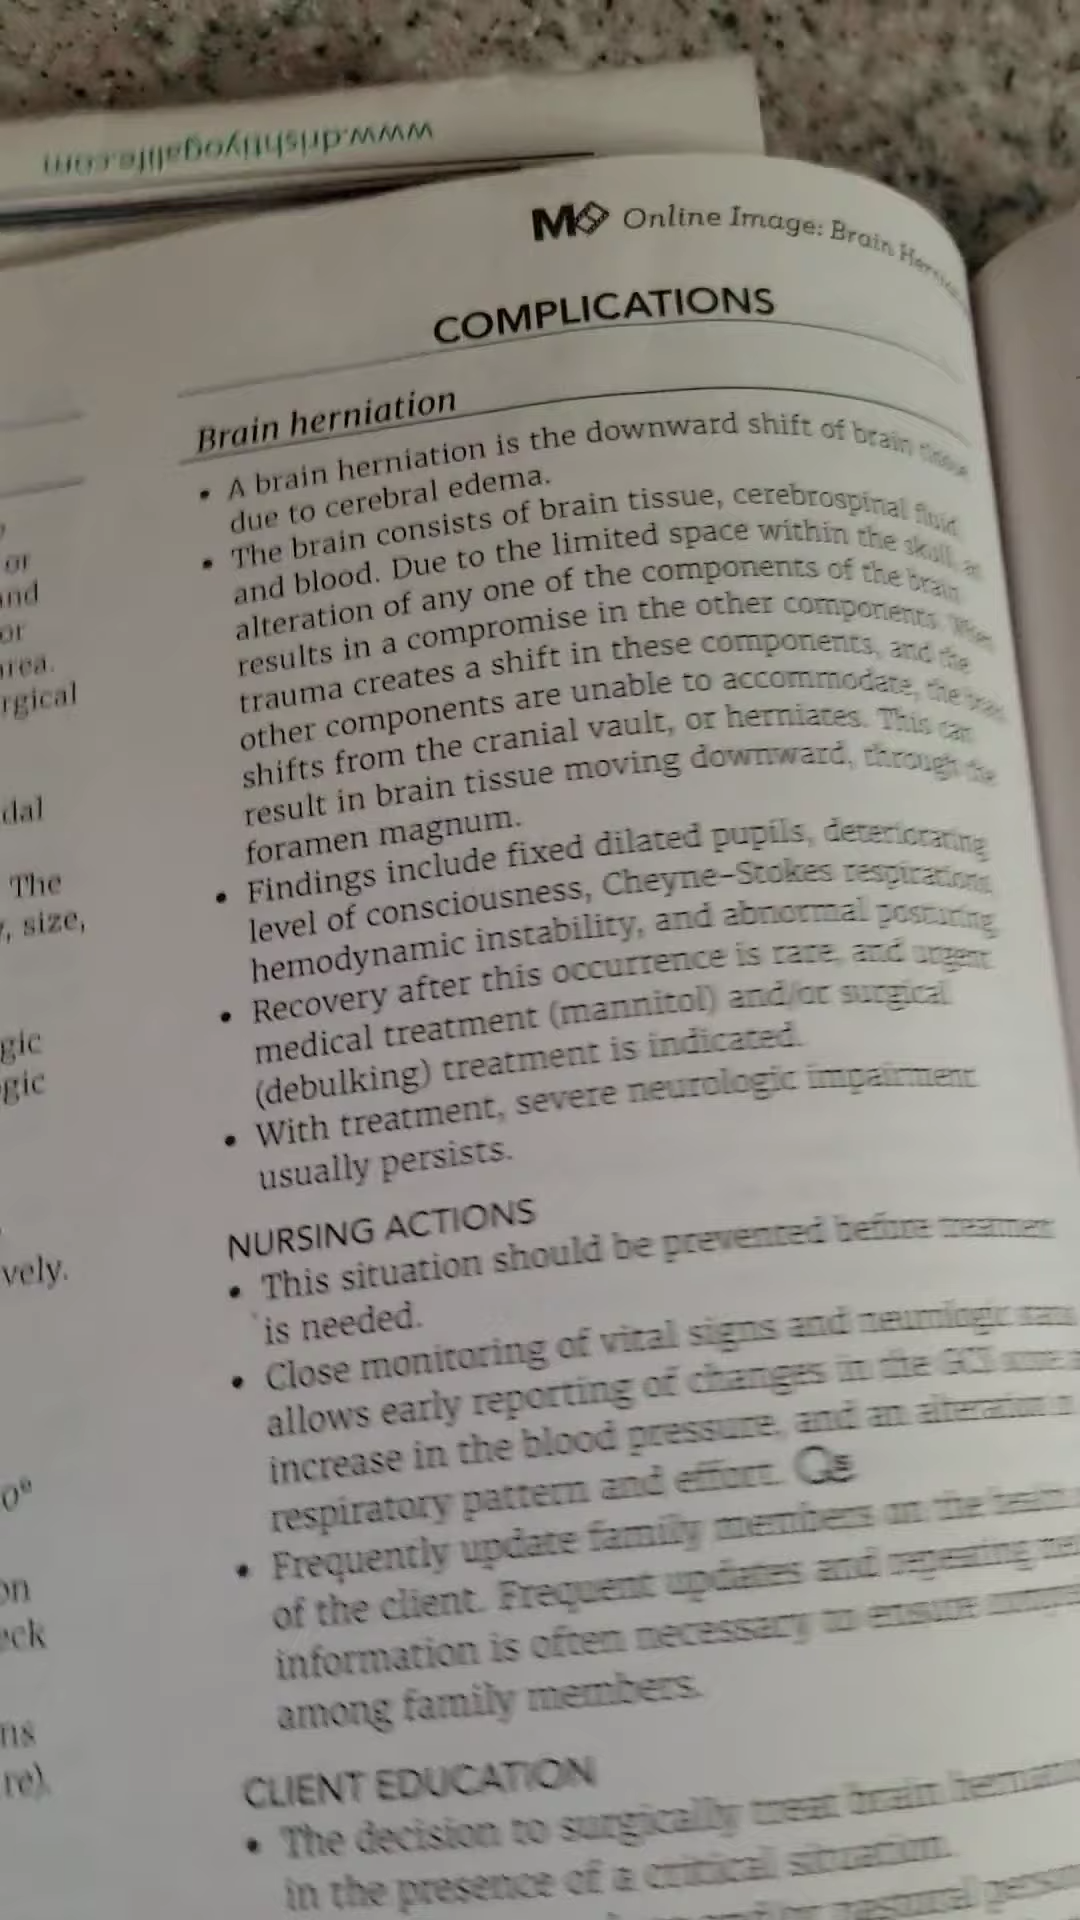 www.drishtiyogalife.com
Online Image: Brain
COMPLICATIONS
Brain herniation
• A brain herniation is the downward shift of brain tissue
due to cerebral edema.
• The brain consists of brain tissue, cerebrospinal fluid,
and blood. Due to the limited space within the skull, an
alteration of any one of the components of the brain
results in a compromise in the other components. When
trauma creates a shift in these components, and the
other components are unable to accommodate, the brain
shifts from the cranial vault, or herniates. This can
result in brain tissue moving downward, through the
foramen magnum.
• Findings include fixed dilated pupils, deteriorating
level of consciousness, Cheyne-Stokes respirations,
hemodynamic instability, and abnormal posturing.
• Recovery after this occurrence is rare, and urgent
medical treatment (mannitol) and/or surgical
(debulking) treatment is indicated.
• With treatment, severe neurologic impairment
usually persists.
NURSING ACTIONS
• This situation should be prevented before treatment
is needed.
• Close monitoring of vital signs and neurologic
allows early reporting of changes in the GCS
increase in the blood pressure, and an alteration
respiratory pattern and effort.
• Frequently update family members on the
of the client. Frequent updates and repeating
information is often necessary to ensure
among family members.
CLIENT EDUCATION
• The decision to surgically treat brain
in the presence of a critical situation.
pastoral
or
and
or
area.
rgical
dal
The
, size,
gic
gic
vely.
0°
on
eck
ns
re).